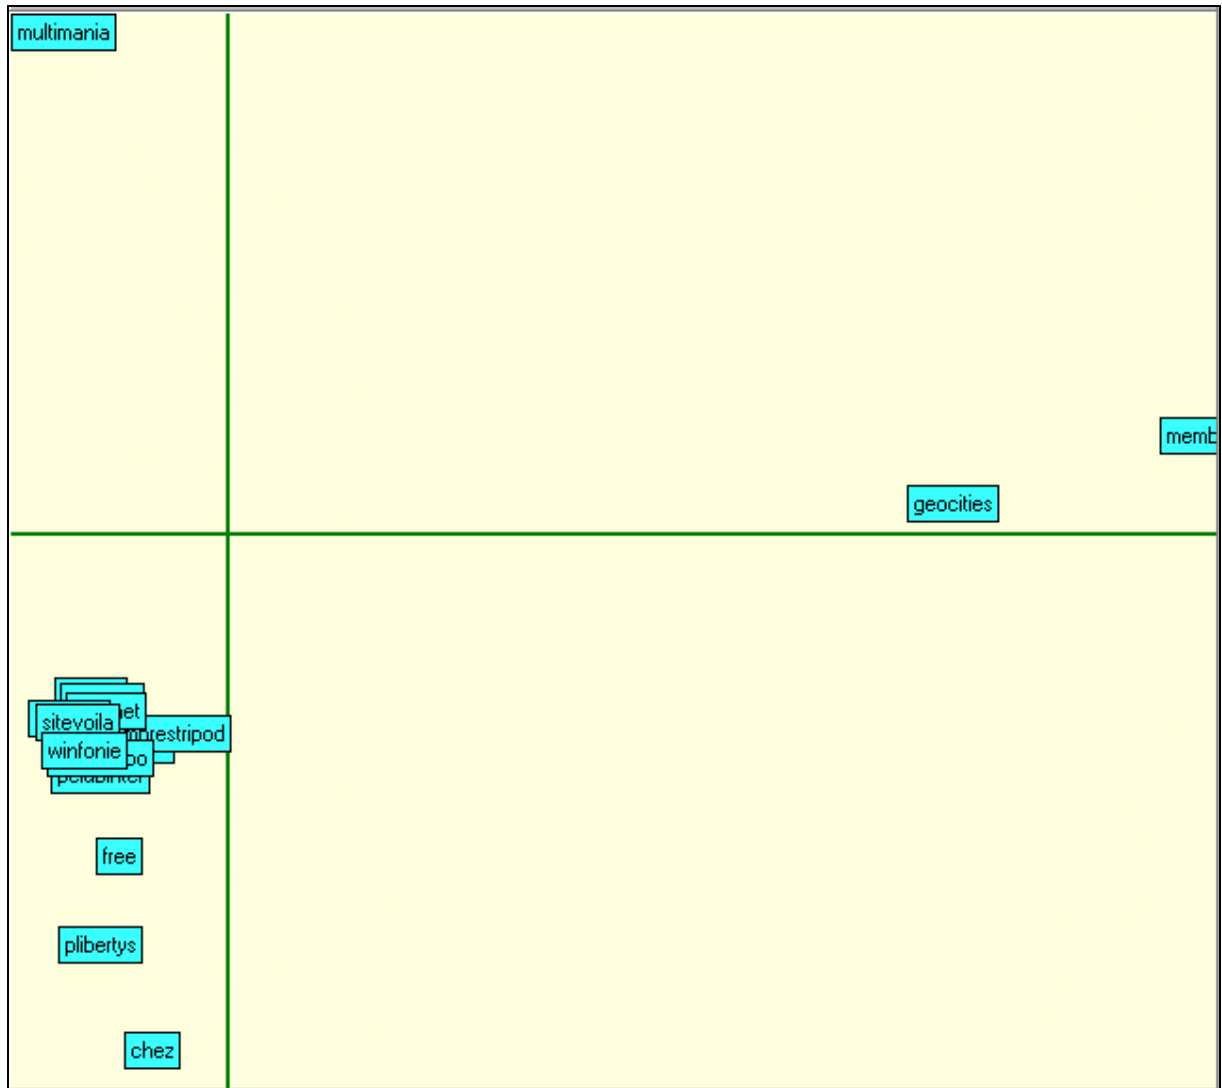 multimania
memb
geocities
sitevoila
winfonie
free
plibertys
chez